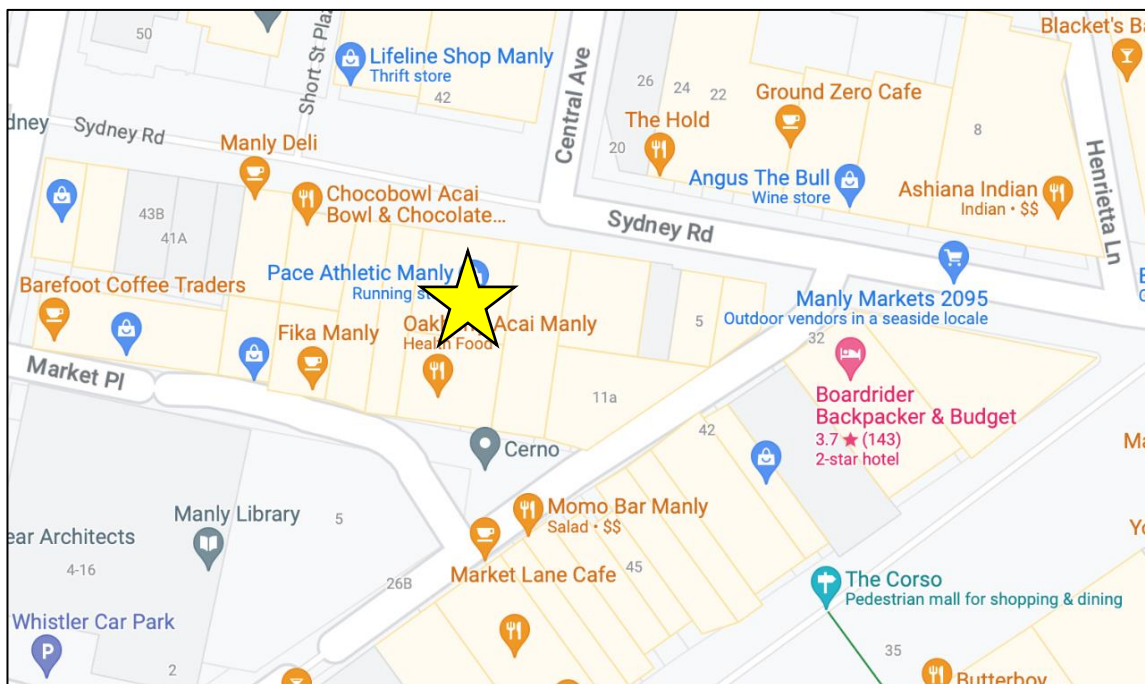 50
Short St Plaz
Lifeline Shop Manly
Thrift store
42
Central Ave
26
24
22
20
Ground Zero Cafe
The Hold
Blacket's Ba
8
Henrietta Ln
dney
Sydney Rd
Manly Deli
Chocobowl Acai
Bowl & Chocolate...
43B
41A
Angus The Bull
Wine store
Ashiana Indian
Indian • $$
Sydney Rd
Pace Athletic Manly
Running st
Barefoot Coffee Traders
Manly Markets 2095
Outdoor vendors in a seaside locale
Fika Manly
Oak Acai Manly
Health Food
5
32
Market Pl
11a
Boardrider
Backpacker & Budget
3.7 ★ (143)
2-star hotel
42
Cerno
Ma
Manly Library
5
Momo Bar Manly
Salad • $$
ear Architects
4-16
Market Lane Cafe
45
26B
Yo
The Corso
Pedestrian mall for shopping & dining
Whistler Car Park
P
2
35
Butterboy